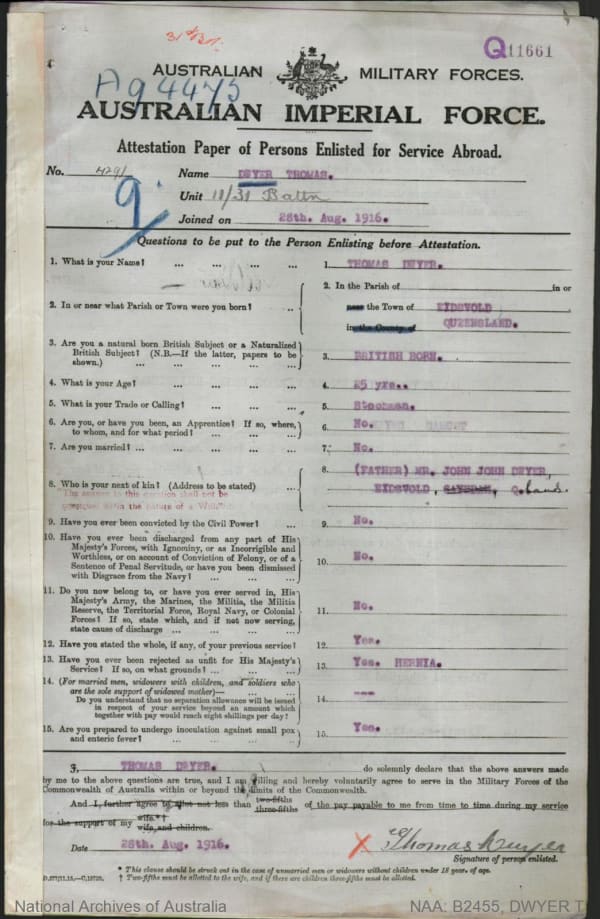 31
Q11661
A94475
AUSTRALIAN MILITARY FORCES.
AUSTRALIAN IMPERIAL FORCE.
Attestation Paper of Persons Enlisted for Service Abroad.
No. 4291 Name DWYER THOMAS.
Unit 11/31 Battn
9
Joined on 28th. Aug. 1916.
Questions to be put to the Person Enlisting before Attestation.
1. What is your Name? ... ... ... ... 1. THOMAS DWYER.
2. In or near what Parish or Town were you born? .. 2. In the Parish of in or
near the Town of EIDSVOLD
in the County of QUEENSLAND.
3. Are you a natural born British Subject or a Naturalized
British Subject? (N.B.—If the latter, papers to be
shown.) ... ... ... ... 3. BRITISH BORN.
4. What is your Age? ... ... ... 4. 25 yrs..
5. What is your Trade or Calling? ... ... ... 5. Stockman.
6. Are you, or have you been, an Apprentice? If so, where,
to whom, and for what period? ... ... ... 6. No.
7. Are you married? ... ... ... ... 7. No.
8. Who is your next of kin? (Address to be stated) ... 8. (FATHER) MR. JOHN JOHN DWYER,
EIDSVOLD, Q.land.
"The answer to this question shall not be
construed as in the nature of a Will"
9. Have you ever been convicted by the Civil Power? ... 9. No.
10. Have you ever been discharged from any part of His
Majesty's Forces, with Ignominy, or as Incorrigible and
Worthless, or on account of Conviction of Felony, or of a
Sentence of Penal Servitude, or have you been dismissed
with Disgrace from the Navy? ... ... ... 10. No.
11. Do you now belong to, or have you ever served in, His
Majesty's Army, the Marines, the Militia, the Militia
Reserve, the Territorial Force, Royal Navy, or Colonial
Forces? If so, state which, and if not now serving,
state cause of discharge ... ... ... 11. No.
12. Have you stated the whole, if any, of your previous service? 12. Yes.
13. Have you ever been rejected as unfit for His Majesty's
Service? If so, on what grounds? ... ... ... 13. Yes. HERNIA.
14. (For married men, widowers with children, and soldiers who
are the sole support of widowed mother)—
Do you understand that no separation allowance will be issued
in respect of your service beyond an amount which
together with pay would reach eight shillings per day? 14. ---
15. Are you prepared to undergo inoculation against small pox
and enteric fever? ... ... ... ... 15. Yes.
I, THOMAS DWYER. do solemnly declare that the above answers made
by me to the above questions are true, and I am willing and hereby voluntarily agree to serve in the Military Forces of the
Commonwealth of Australia within or beyond the limits of the Commonwealth.
And I, further agree to allot not less than two-fifths three-fifths of the pay payable to me from time to time during my service
for the support of my wife.*† wife and children.
Date 28th. Aug. 1916. X Thomas Dwyer
Signature of person enlisted.
* This clause should be struck out in the case of unmarried men or widowers without children under 18 year. of age.
† Two-fifths must be allotted to the wife, and if there are children three-fifths must be allotted.
National Archives of Australia NAA: B2455, DWYER T